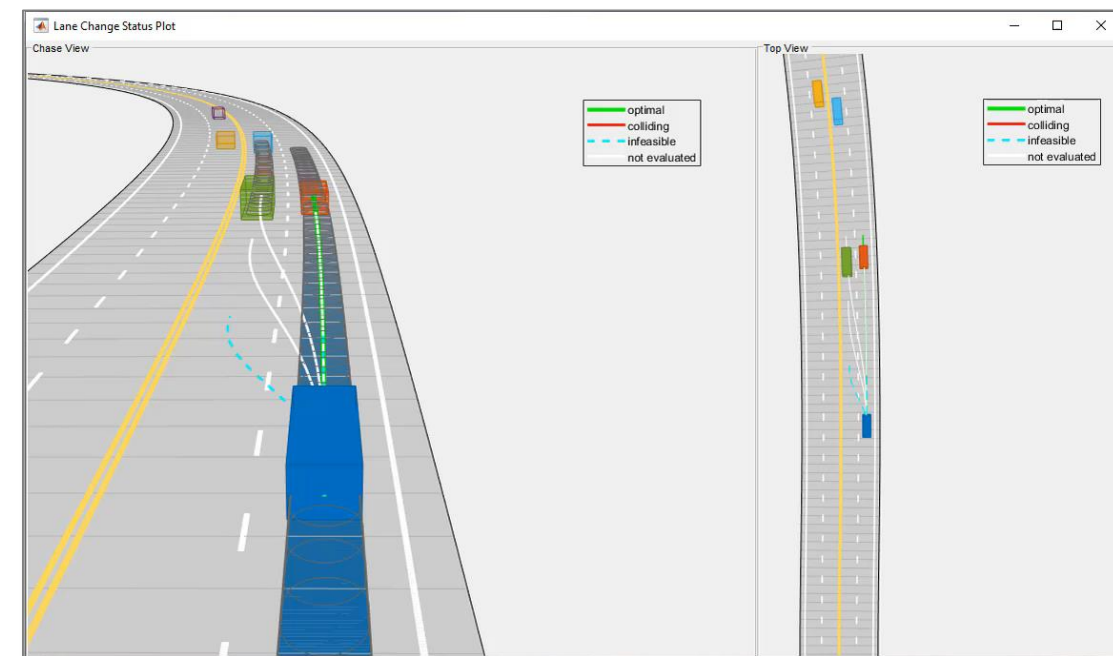 Lane Change Status Plot
Chase View
optimal
colliding
infeasible
not evaluated
Top View
optimal
colliding
infeasible
not evaluated